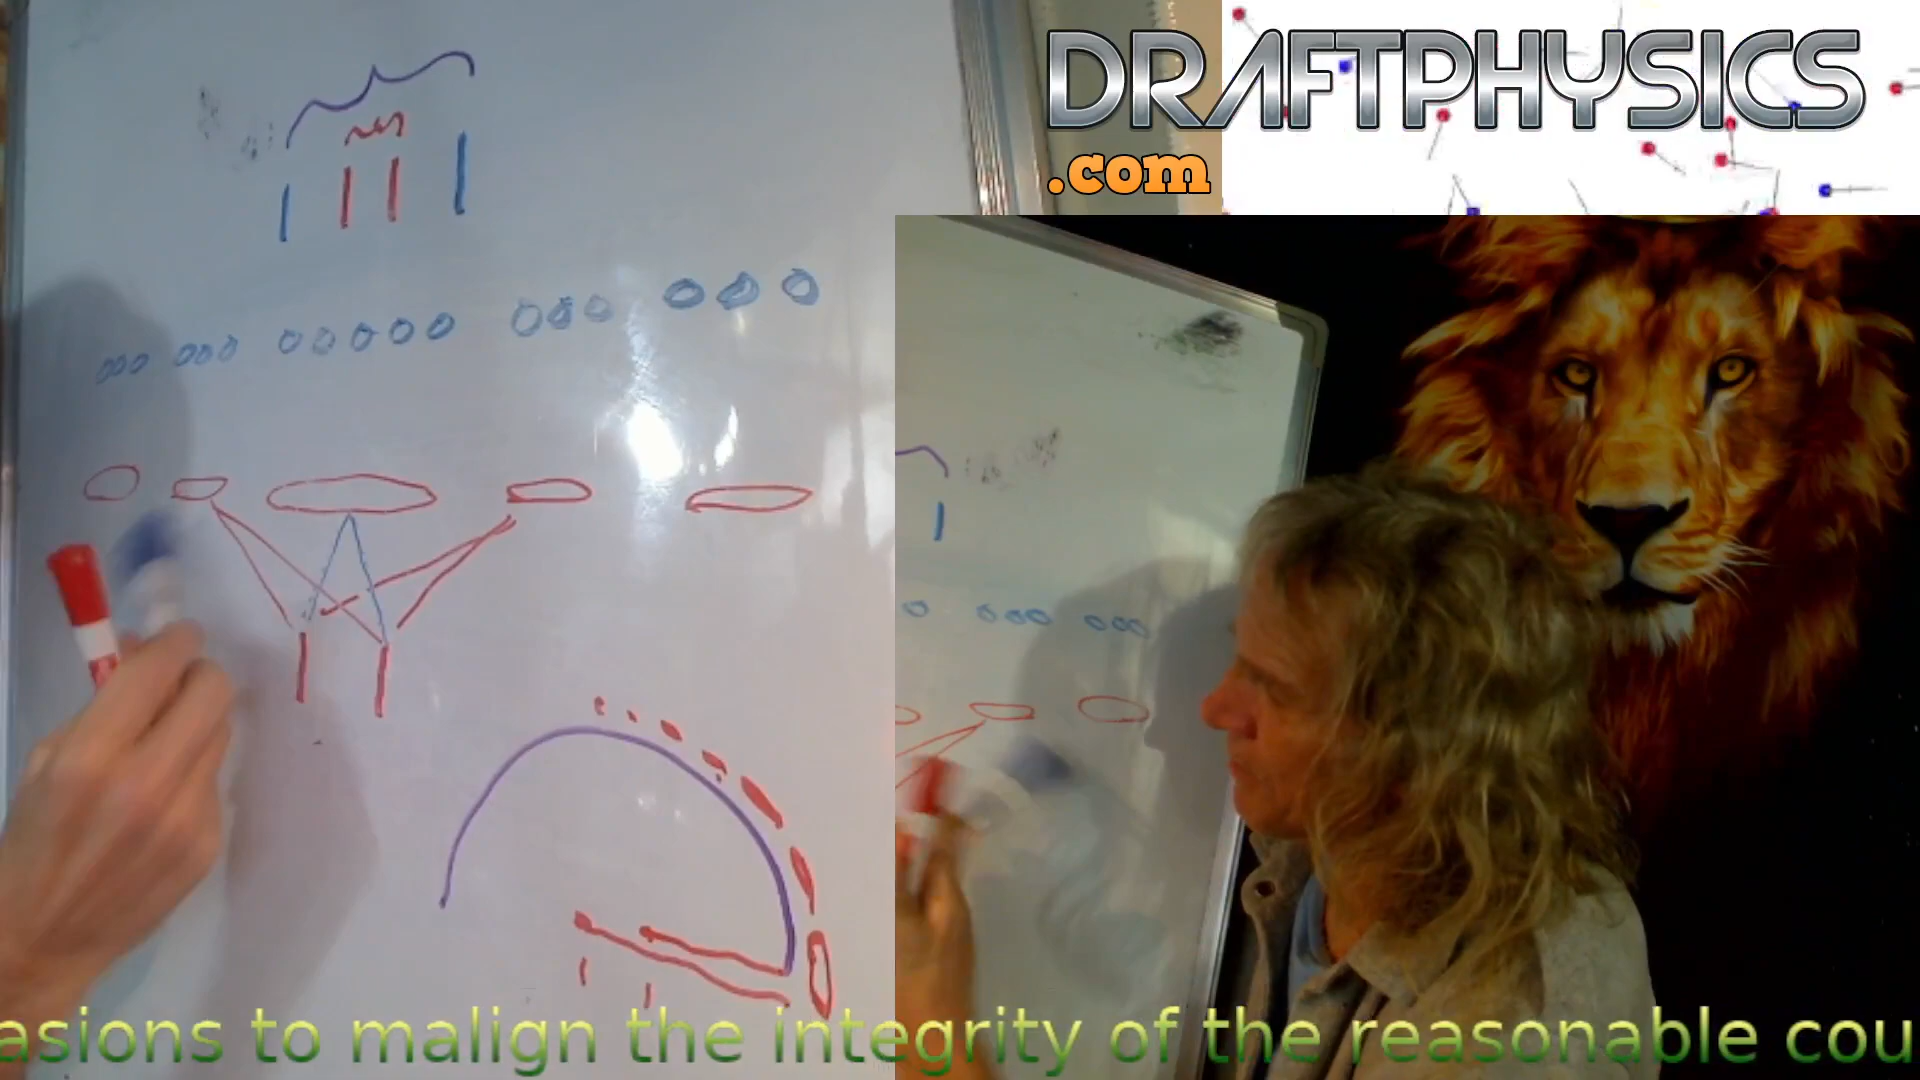 DRAFTPHYSICS
.com
asions to malign the integrity of the reasonable cou